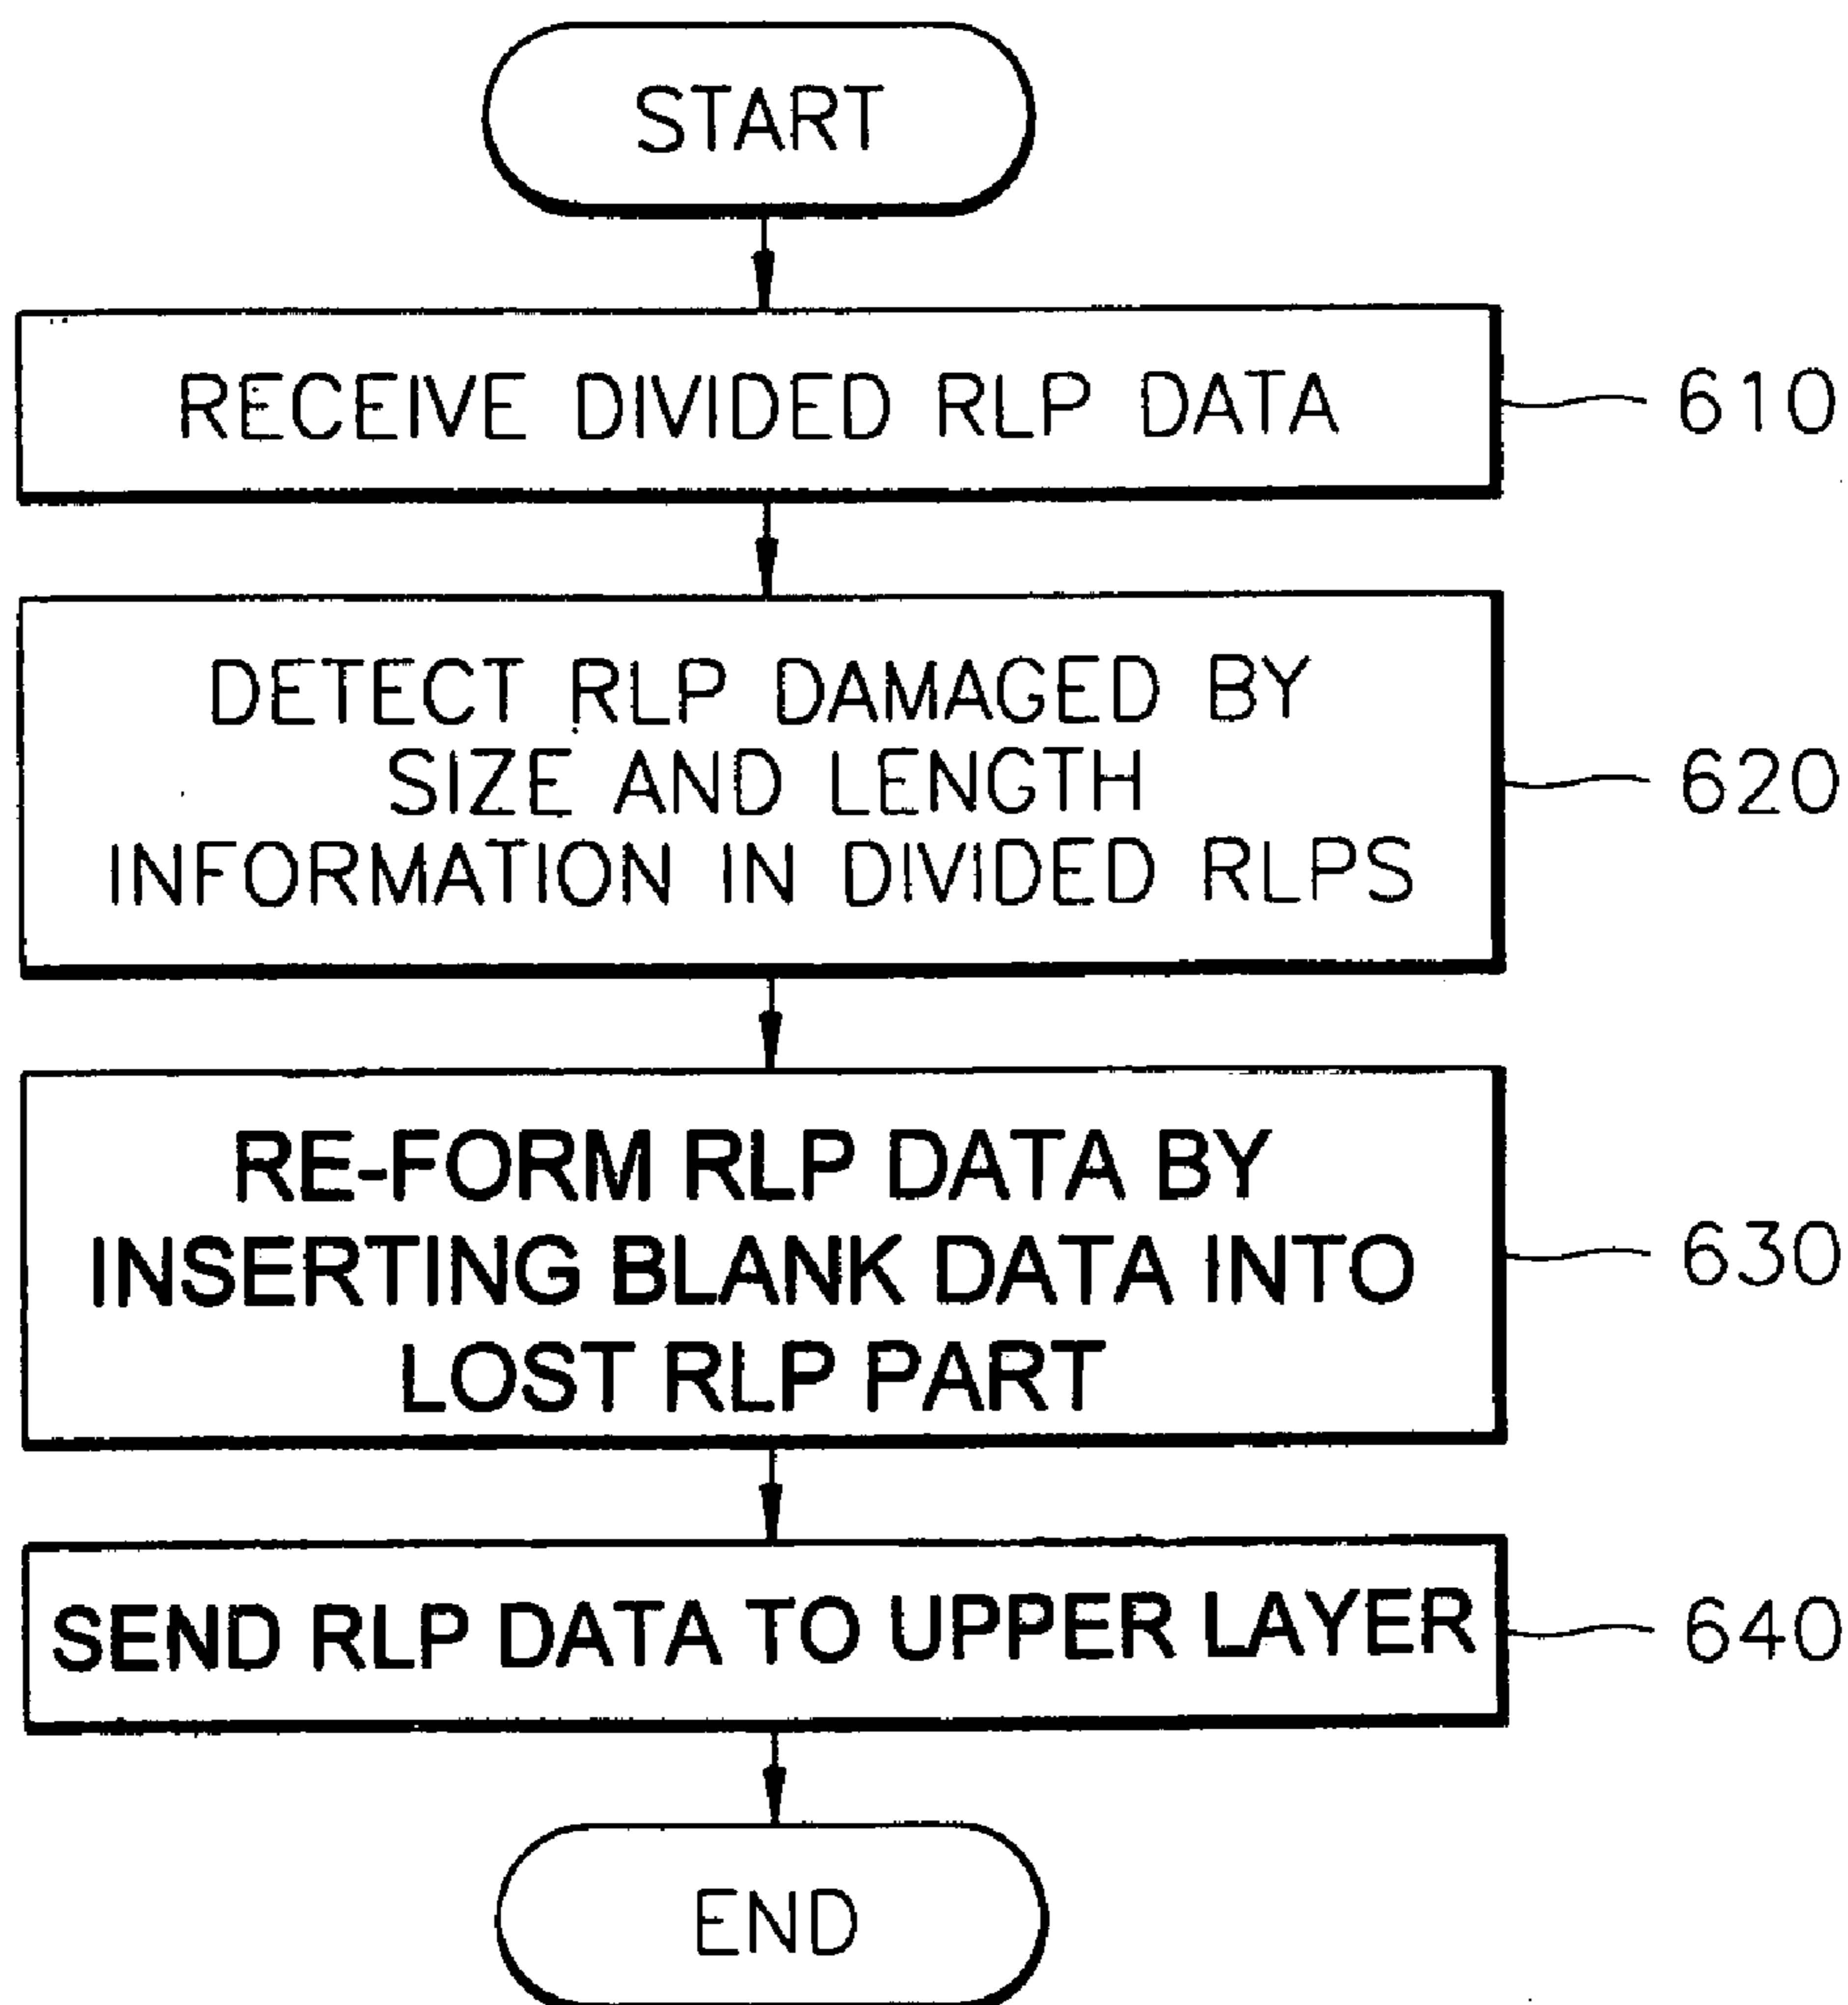 START
RECEIVE DIVIDED RLP DATA
610
DETECT RLP DAMAGED BY
SIZE AND LENGTH
INFORMATION IN DIVIDED RLPS
620
RE-FORM RLP DATA BY
INSERTING BLANK DATA INTO
LOST RLP PART
630
SEND RLP DATA TO UPPER LAYER
640
END